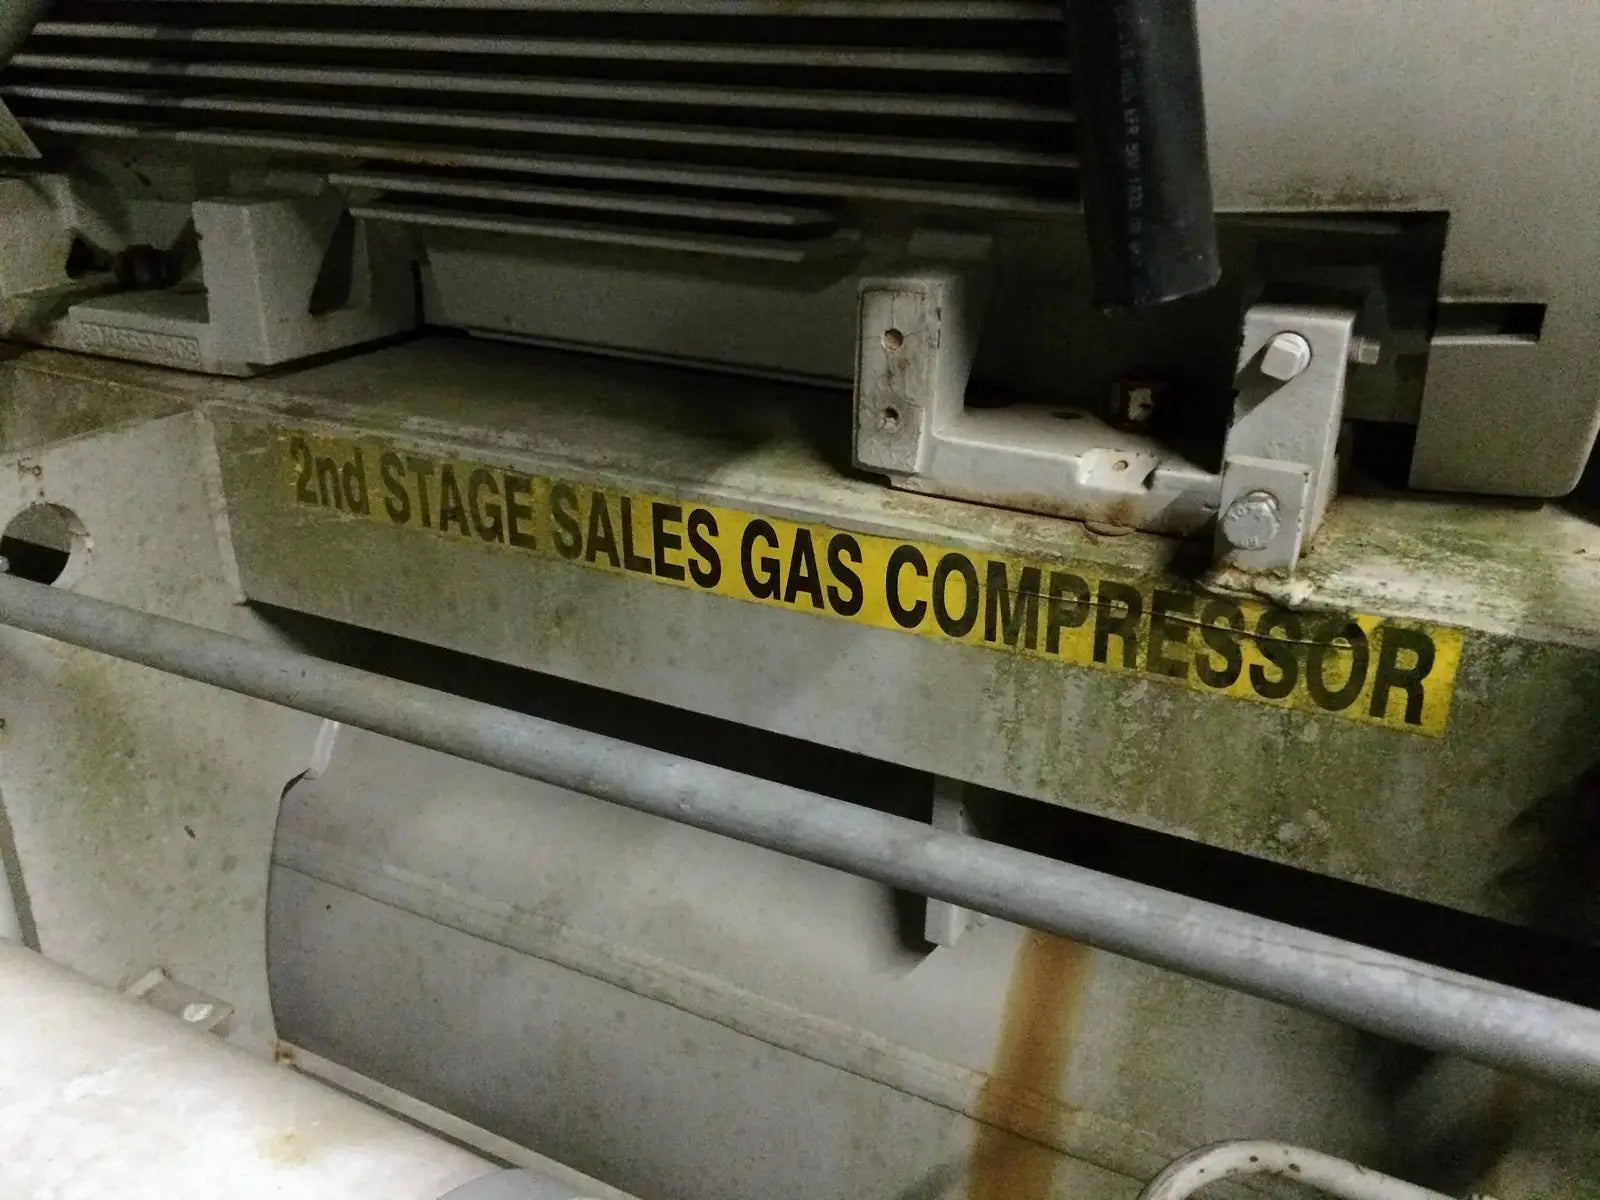 2nd STAGE SALES GAS COMPRESSOR